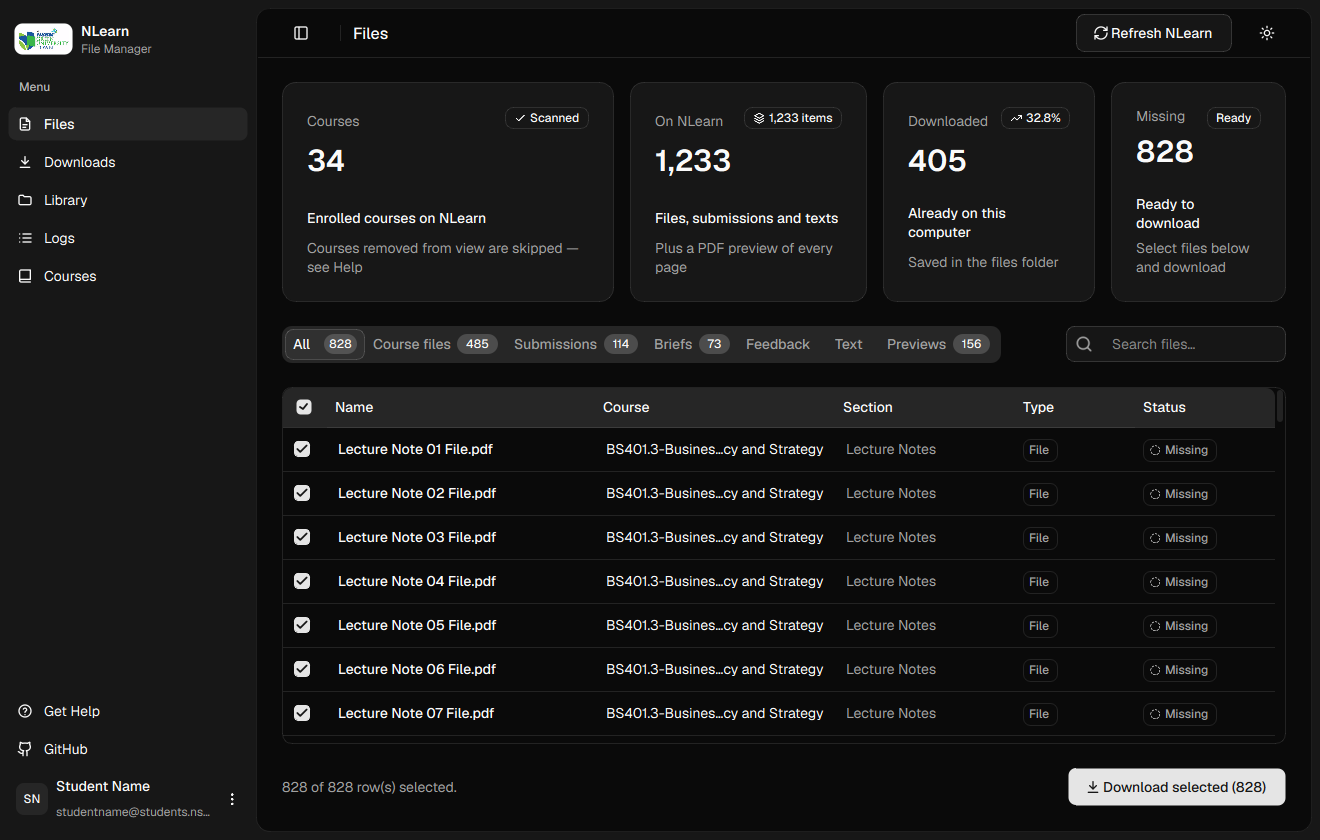 NLearn
File Manager
Menu
Files
Downloads
Library
Logs
Courses
Get Help
GitHub
SN
Student Name
studentname@students.ns...
Files
Refresh NLearn
Courses
Scanned
34
Enrolled courses on NLearn
Courses removed from view are skipped —
see Help
On NLearn
1,233 items
1,233
Files, submissions and texts
Plus a PDF preview of every
page
Downloaded
32.8%
405
Already on this
computer
Saved in the files folder
Missing
Ready
828
Ready to
download
Select files below
and download
All 828 Course files 485 Submissions 114 Briefs 73 Feedback Text Previews 156
Search files...
Name Course Section Type Status
Lecture Note 01 File.pdf BS401.3-Busines...cy and Strategy Lecture Notes File Missing
Lecture Note 02 File.pdf BS401.3-Busines...cy and Strategy Lecture Notes File Missing
Lecture Note 03 File.pdf BS401.3-Busines...cy and Strategy Lecture Notes File Missing
Lecture Note 04 File.pdf BS401.3-Busines...cy and Strategy Lecture Notes File Missing
Lecture Note 05 File.pdf BS401.3-Busines...cy and Strategy Lecture Notes File Missing
Lecture Note 06 File.pdf BS401.3-Busines...cy and Strategy Lecture Notes File Missing
Lecture Note 07 File.pdf BS401.3-Busines...cy and Strategy Lecture Notes File Missing
828 of 828 row(s) selected.
Download selected (828)